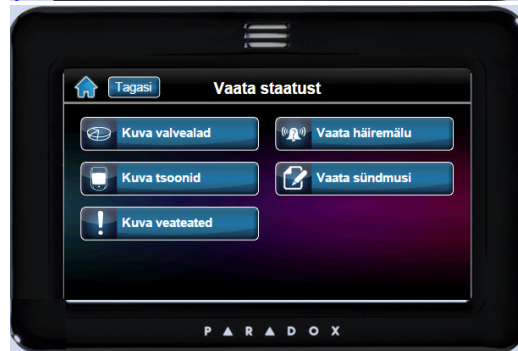 Tagasi Vaata staatust
Kuva valvealad Vaata häiremälu
Kuva tsoonid Vaata sündmusi
Kuva veateated
PARADOX